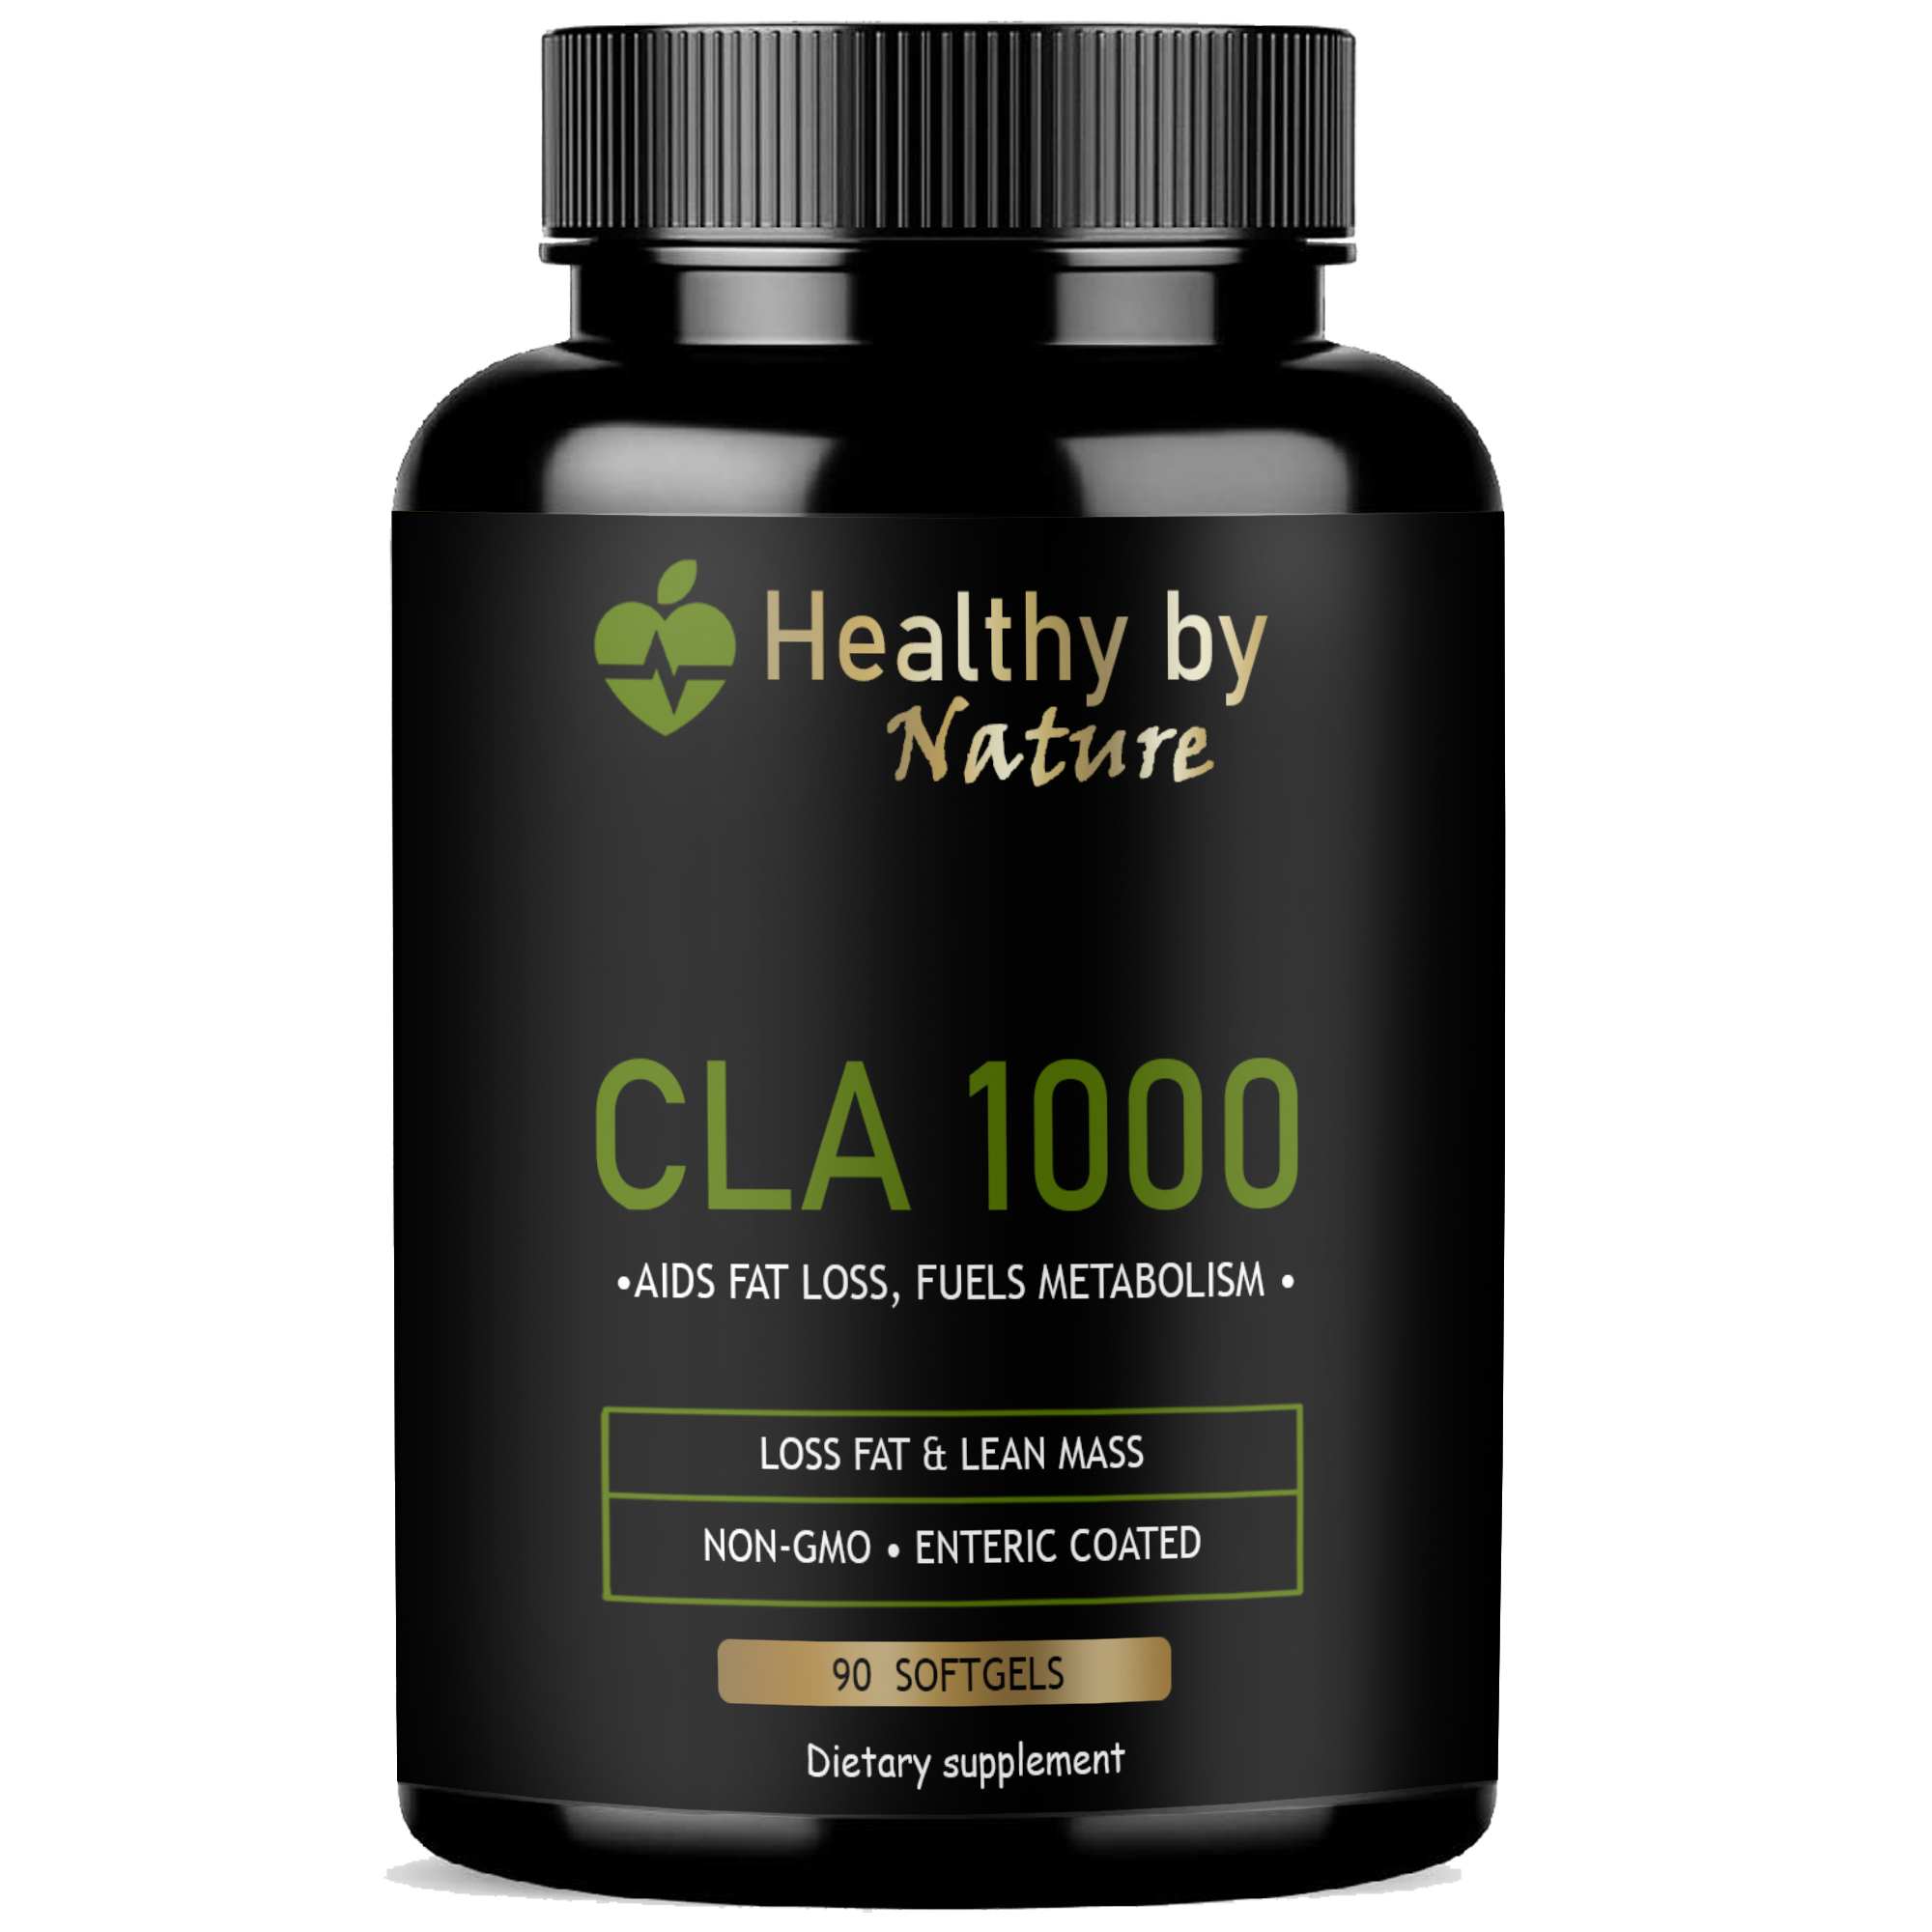 Healthy by
Nature
CLA 1000
•AIDS FAT LOSS, FUELS METABOLISM •
LOSS FAT & LEAN MASS
NON-GMO • ENTERIC COATED
90 SOFTGELS
Dietary supplement